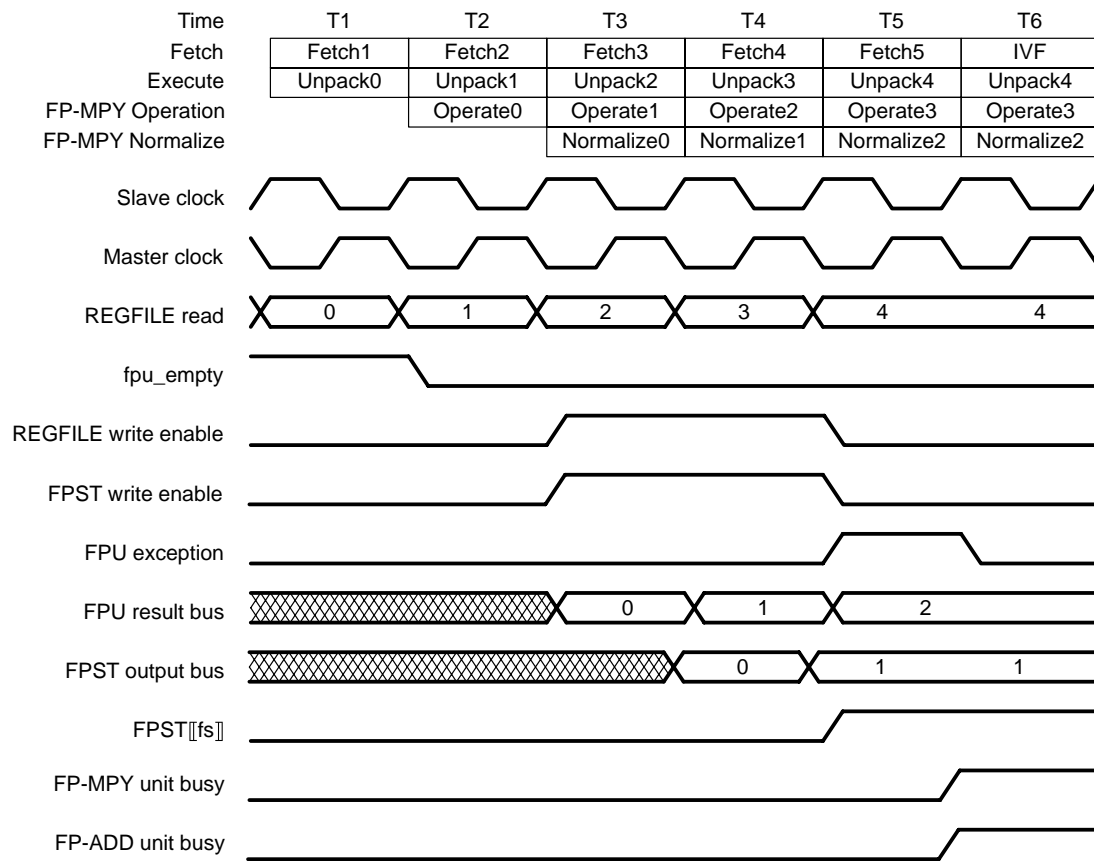 Time T1 T2 T3 T4 T5 T6
Fetch Fetch1 Fetch2 Fetch3 Fetch4 Fetch5 IVF
Execute Unpack0 Unpack1 Unpack2 Unpack3 Unpack4 Unpack4
FP-MPY Operation Operate0 Operate1 Operate2 Operate3 Operate3
FP-MPY Normalize Normalize0 Normalize1 Normalize2 Normalize2
Slave clock
Master clock
REGFILE read 0 1 2 3 4 4
fpu_empty
REGFILE write enable
FPST write enable
FPU exception
FPU result bus 0 1 2
FPST output bus 0 1 1
FPST⟦fs⟧
FP-MPY unit busy
FP-ADD unit busy